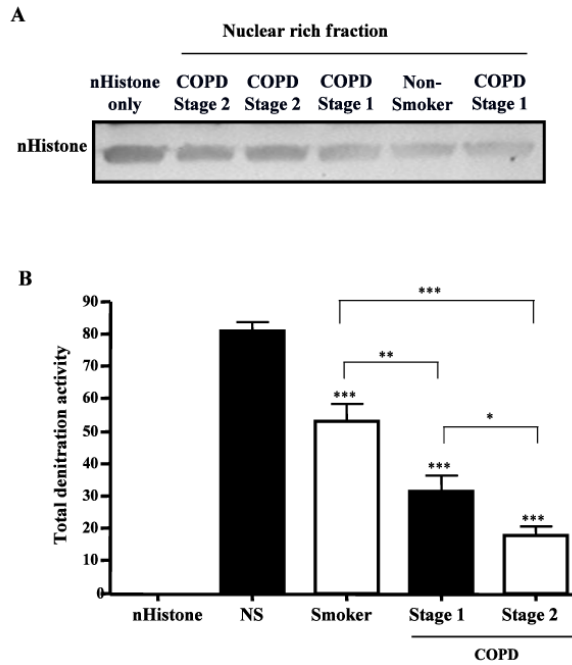 A
Nuclear rich fraction
nHistone only
COPD Stage 2
COPD Stage 2
COPD Stage 1
Non-Smoker
COPD Stage 1
nHistone
B
Total denitration activity
90
80
70
60
50
40
30
20
10
0
***
**
*
***
***
***
nHistone
NS
Smoker
Stage 1
Stage 2
COPD